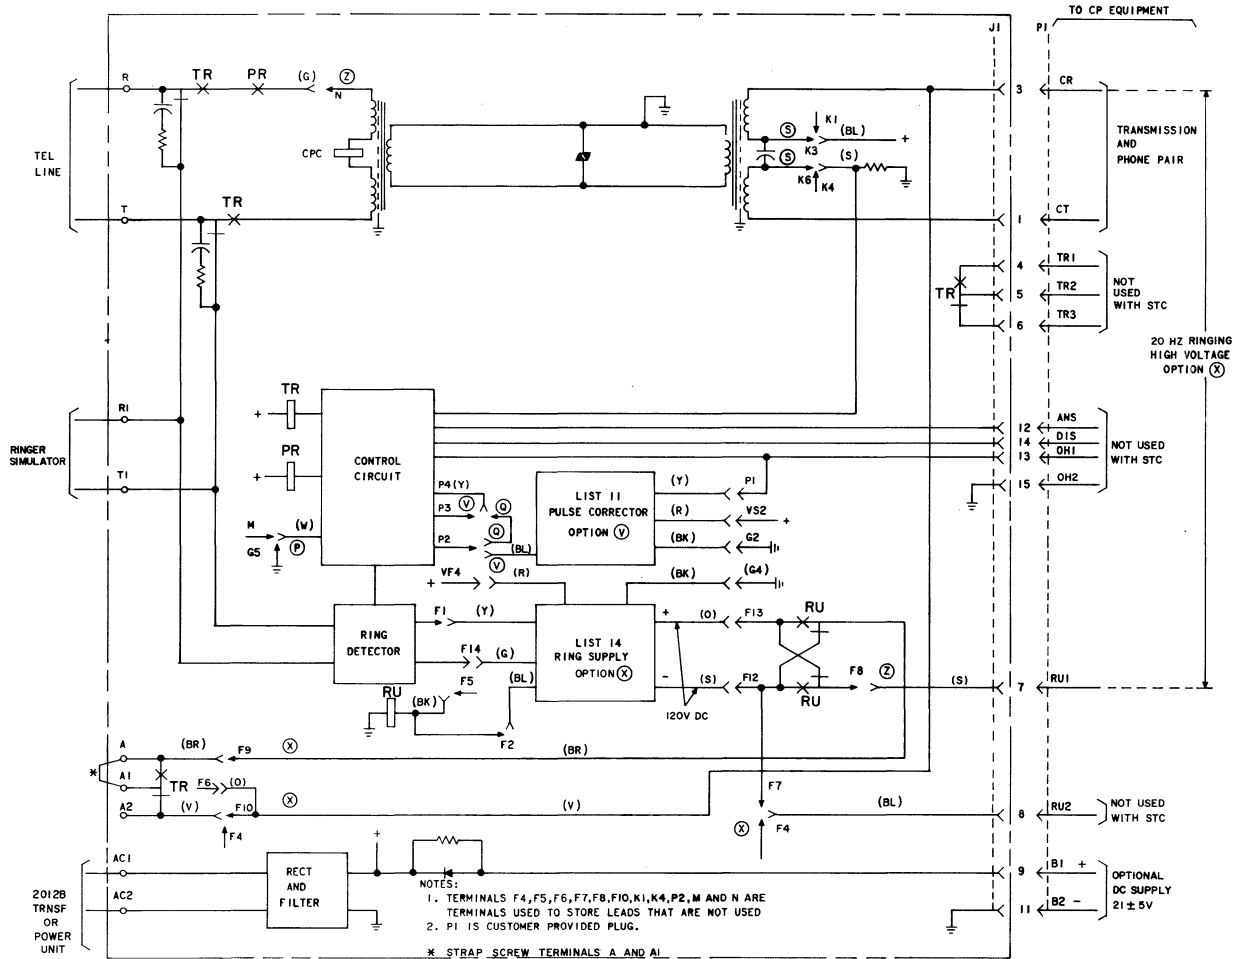 TO CP EQUIPMENT
J1 P1
R TR PR (G) Ⓩ N
3 CR
TEL
LINE
CPC
Ⓢ K1
K3 (BL) +
Ⓢ (S)
K6 K4
TRANSMISSION
AND
PHONE PAIR
T TR
1 CT
4 TR1
TR 5 TR2
6 TR3
NOT
USED
WITH STC
20 HZ RINGING
HIGH VOLTAGE
OPTION Ⓧ
RINGER
SIMULATOR
R1
T1
+ TR
+ PR
CONTROL
CIRCUIT
M (W)
G5 Ⓟ
P4(Y)
P3 Ⓥ Ⓠ
P2 Ⓠ
Ⓥ (BL)
LIST 11
PULSE CORRECTOR
OPTION Ⓥ
(Y) P1
(R) VS2 +
(BK) G2
12 ANS
14 DIS
13 OH1
15 OH2
NOT USED
WITH STC
+ VF4 (R)
(BK) (G4)
RING
DETECTOR
F1 (Y)
F14 (G)
F5 (BL)
RU (BK)
F2
LIST 14
RING SUPPLY
OPTION Ⓧ
+ (O) F13 RU
- (S) F12 RU
120V DC
F8 Ⓩ (S) 7 RU1
A (BR) F9 Ⓧ (BR)
* A1 TR F6 (O)
A2 (V) F10 Ⓧ (V)
F4
F7
Ⓧ F4 (BL) 8 RU2
NOT USED
WITH STC
2012B
TRNSF
OR
POWER
UNIT
AC1
AC2
RECT
AND
FILTER
+
9 B1 +
11 B2 -
OPTIONAL
DC SUPPLY
21 ± 5V
NOTES:
1. TERMINALS F4,F5,F6,F7,F8,F10,K1,K4,P2,M AND N ARE
TERMINALS USED TO STORE LEADS THAT ARE NOT USED
2. P1 IS CUSTOMER PROVIDED PLUG.
* STRAP SCREW TERMINALS A AND A1